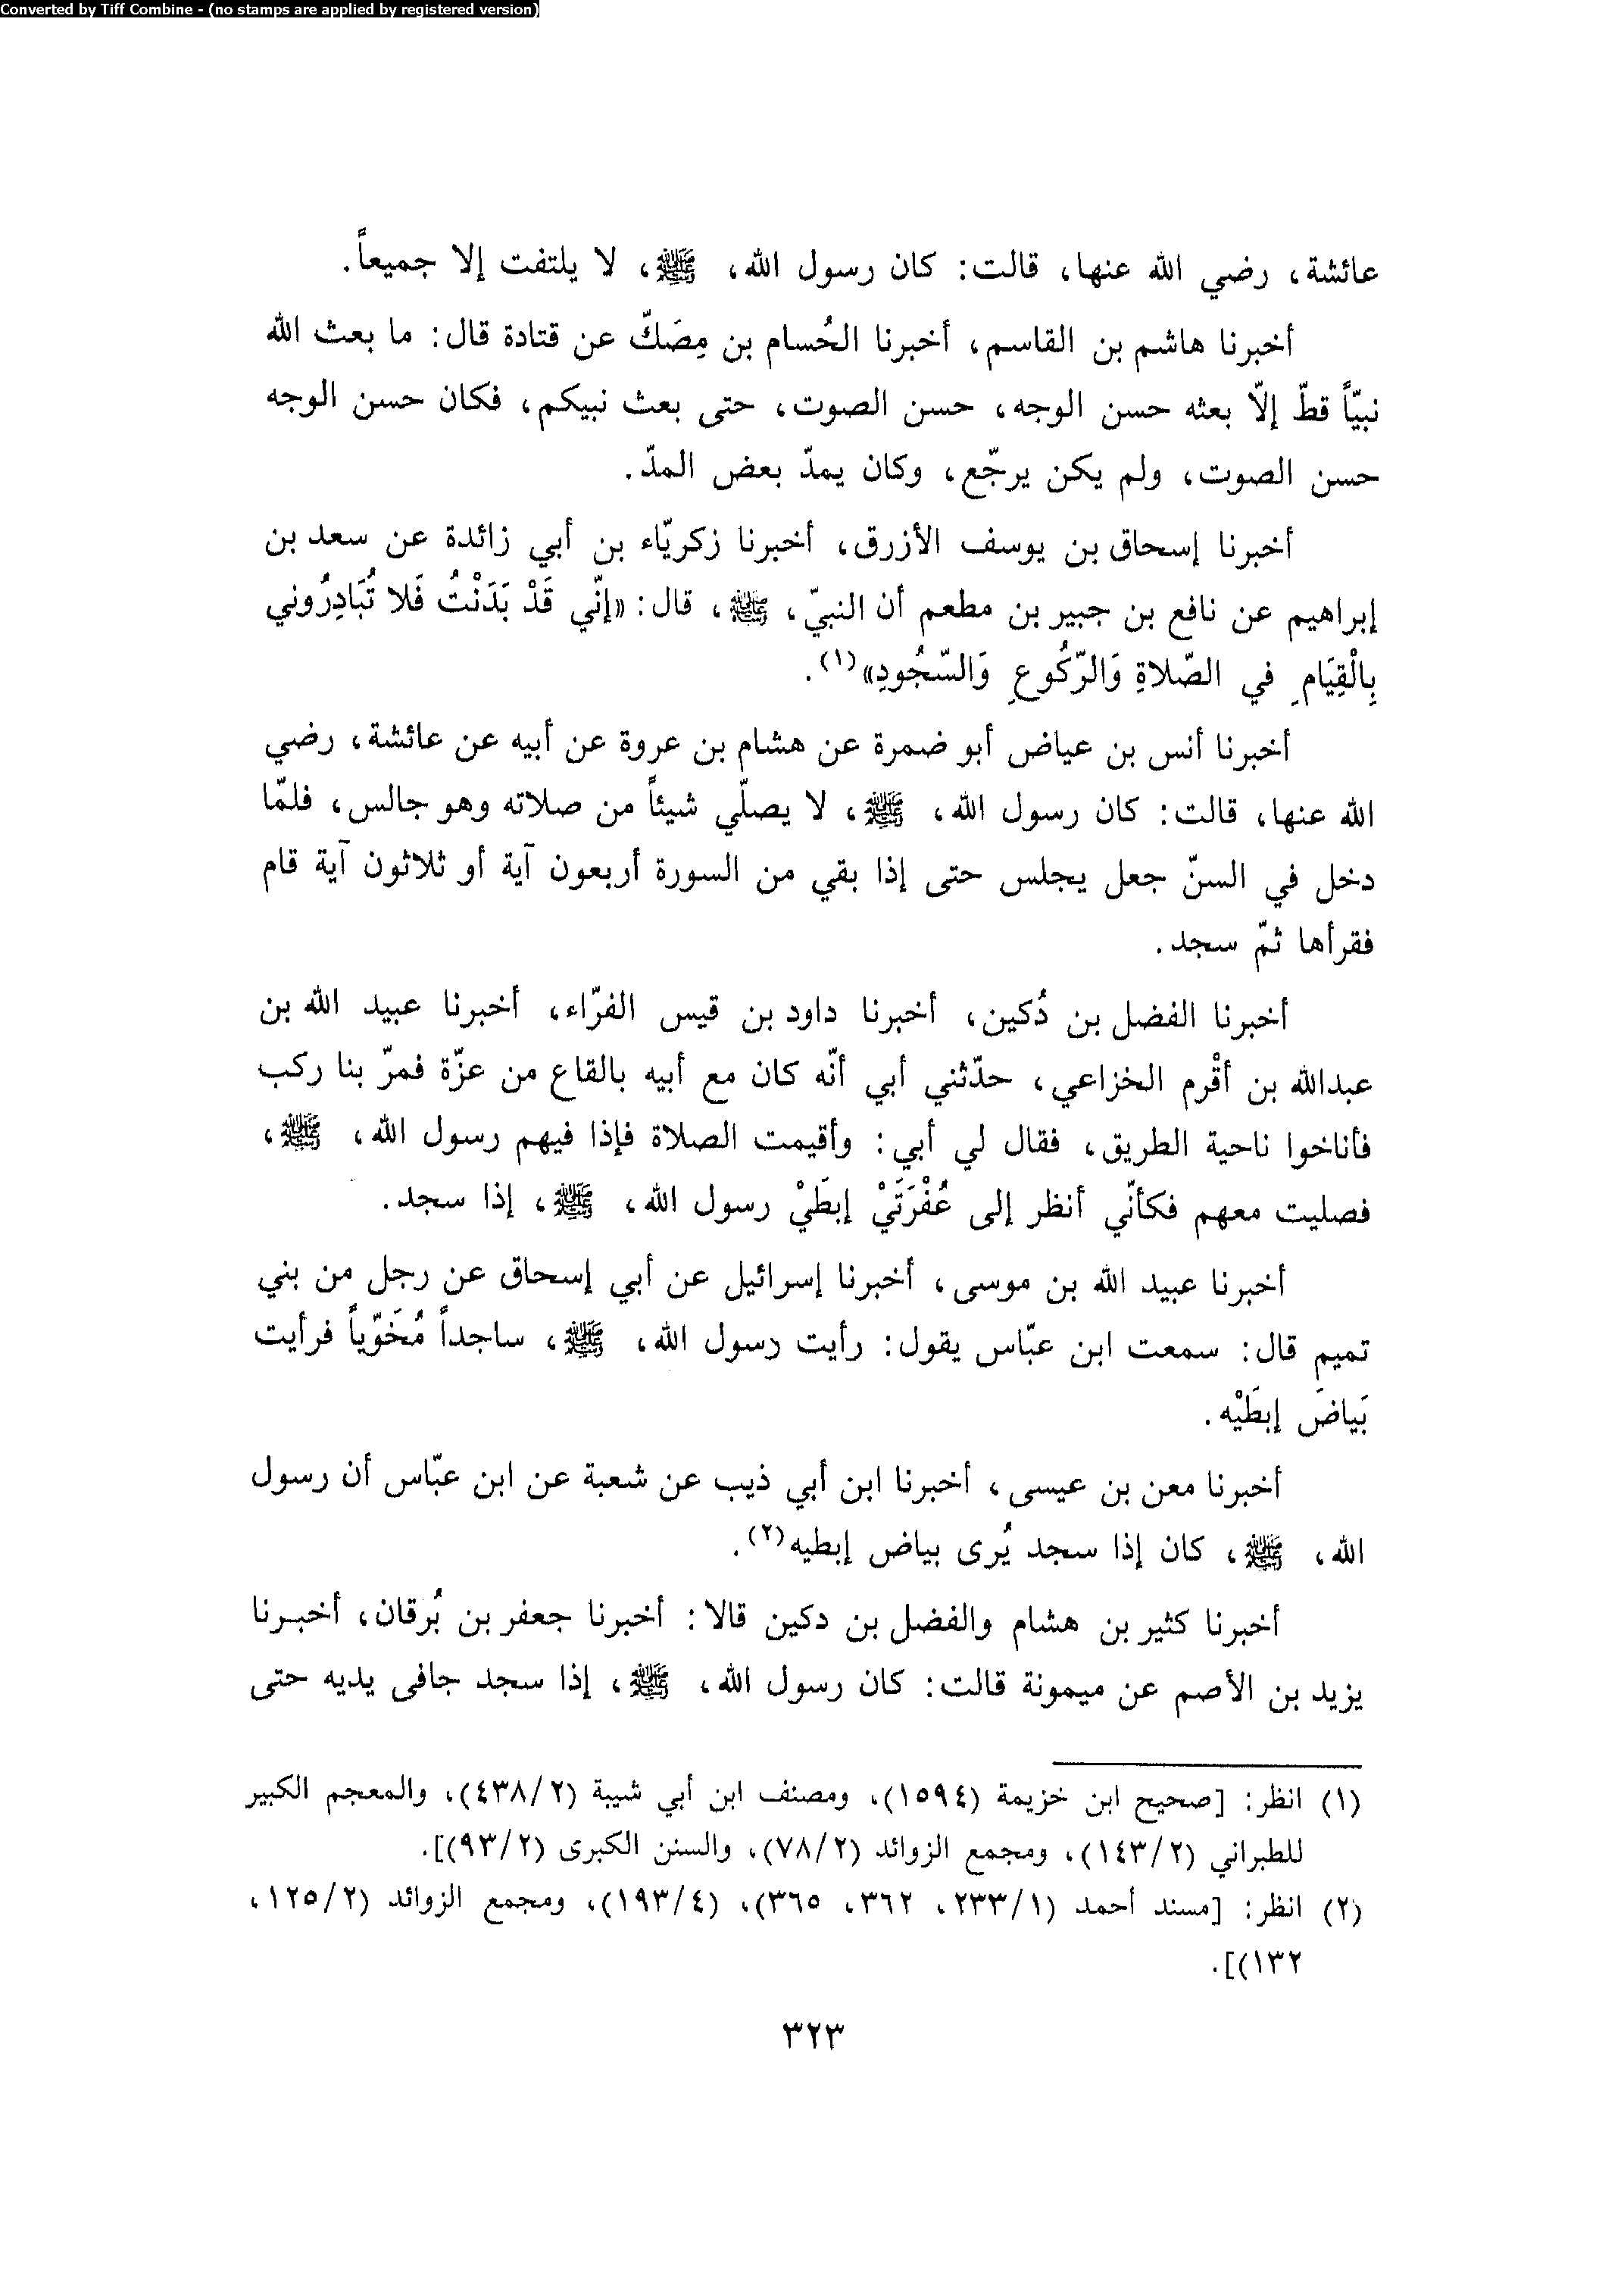 Converted by Tiff Combine - (no stamps are applied by registered version)
عائشة، رضي الله عنها، قالت: كان رسول الله، ﷺ، لا يلتفت إلا جميعاً.
أخبرنا هاشم بن القاسم، أخبرنا الحُسام بن مِصَكّ عن قتادة قال: ما بعث الله
نبيّاً قطّ إلاّ بعثه حسن الوجه، حسن الصوت، حتى بعث نبيكم، فكان حسن الوجه
حسن الصوت، ولم يكن يرجّع، وكان يمدّ بعض المدّ.
أخبرنا إسحاق بن يوسف الأزرق، أخبرنا زكريّاء بن أبي زائدة عن سعد بن
إبراهيم عن نافع بن جبير بن مطعم أن النبيّ، ﷺ، قال: «إنّي قَدْ بَدَنْتُ فَلا تُبَادِرُوني
بِالْقِيَامِ في الصّلاةِ وَالرّكُوعِ وَالسّجُودِ»(١).
أخبرنا أنس بن عياض أبو ضمرة عن هشام بن عروة عن أبيه عن عائشة، رضي
الله عنها، قالت: كان رسول الله، ﷺ، لا يصلّي شيئاً من صلاته وهو جالس، فلمّا
دخل في السنّ جعل يجلس حتى إذا بقي من السورة أربعون آية أو ثلاثون آية قام
فقرأها ثمّ سجد.
أخبرنا الفضل بن دُكين، أخبرنا داود بن قيس الفرّاء، أخبرنا عبيد الله بن
عبدالله بن أقْرم الخزاعي، حدّثني أبي أنّه كان مع أبيه بالقاع من عزّة فمرّ بنا ركب
فأناخوا ناحية الطريق، فقال لي أبي: وأقيمت الصلاة فإذا فيهم رسول الله، ﷺ،
فصليت معهم فكأنّي أنظر إلى عُفْرَتَيْ إبطَيْ رسول الله، ﷺ، إذا سجد.
أخبرنا عبيد الله بن موسى، أخبرنا إسرائيل عن أبي إسحاق عن رجل من بني
تميم قال: سمعت ابن عبّاس يقول: رأيت رسول الله، ﷺ، ساجداً مُخَوّياً فرأيت
بَياضَ إبطَيْه.
أخبرنا معن بن عيسى، أخبرنا ابن أبي ذيب عن شعبة عن ابن عبّاس أن رسول
الله، ﷺ، كان إذا سجد يُرى بياض إبطيه(٢).
أخبرنا كثير بن هشام والفضل بن دكين قالا: أخبرنا جعفر بن بُرقان، أخبـرنا
يزيد بن الأصم عن ميمونة قالت: كان رسول الله، ﷺ، إذا سجد جافى يديه حتى
(١) انظر: [صحيح ابن خزيمة (١٥٩٤)، ومصنف ابن أبي شيبة (٤٣٨/٢)، والمعجم الكبير
للطبراني (١٤٣/٢)، ومجمع الزوائد (٧٨/٢)، والسنن الكبرى (٩٣/٢)].
(٢) انظر: [مسند أحمد (٢٣٣/١، ٣٦٢، ٣٦٥)، (١٩٣/٤)، ومجمع الزوائد (١٢٥/٢،
١٣٢)].
٣٢٣